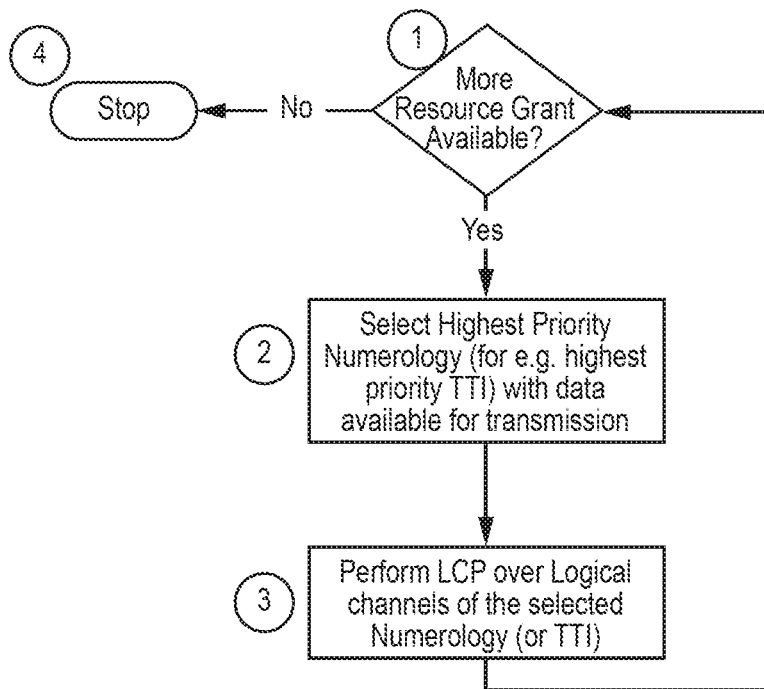 1
4
More
Resource Grant
Available?
Stop
No
Yes
2
Select Highest Priority
Numerology (for e.g. highest
priority TTI) with data
available for transmission
3
Perform LCP over Logical
channels of the selected
Numerology (or TTI)